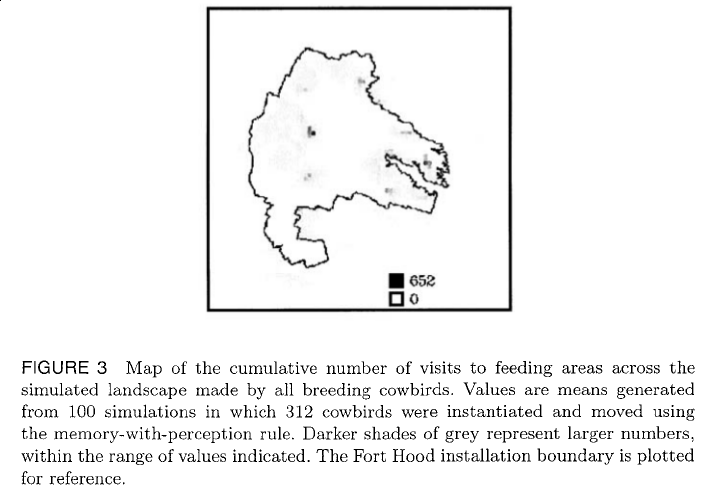 652
0
FIGURE 3 Map of the cumulative number of visits to feeding areas across the
simulated landscape made by all breeding cowbirds. Values are means generated
from 100 simulations in which 312 cowbirds were instantiated and moved using
the memory-with-perception rule. Darker shades of grey represent larger numbers,
within the range of values indicated. The Fort Hood installation boundary is plotted
for reference.